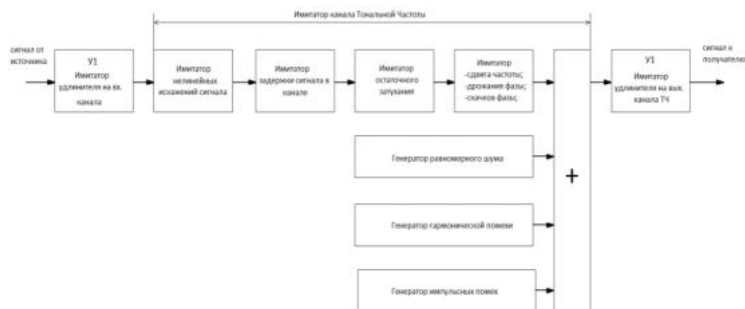 Имитатор канала Тональной Частоты
сигнал от
источника
У1
Имитатор
удлинителя на вх.
канала
Имитатор
нелинейных
искажений сигнала
Имитатор
задержки сигнала в
канале
Имитатор
остаточного
затухания
Имитатор
-сдвига частоты;
-дрожания фазы;
-скачков фазы;
+
У1
Имитатор
удлинителя на вых.
канала ТЧ
сигнал к
получателю
Генератор равномерного шума
Генератор гармонической помехи
Генератор импульсных помех